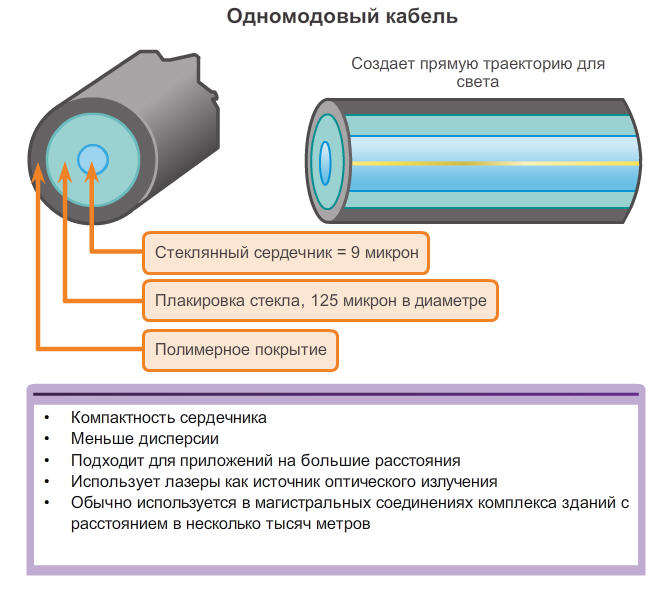 Одномодовый кабель
Создает прямую траекторию для
света
Стеклянный сердечник = 9 микрон
Плакировка стекла, 125 микрон в диаметре
Полимерное покрытие
• Компактность сердечника
• Меньше дисперсии
• Подходит для приложений на большие расстояния
• Использует лазеры как источник оптического излучения
• Обычно используется в магистральных соединениях комплекса зданий с
расстоянием в несколько тысяч метров